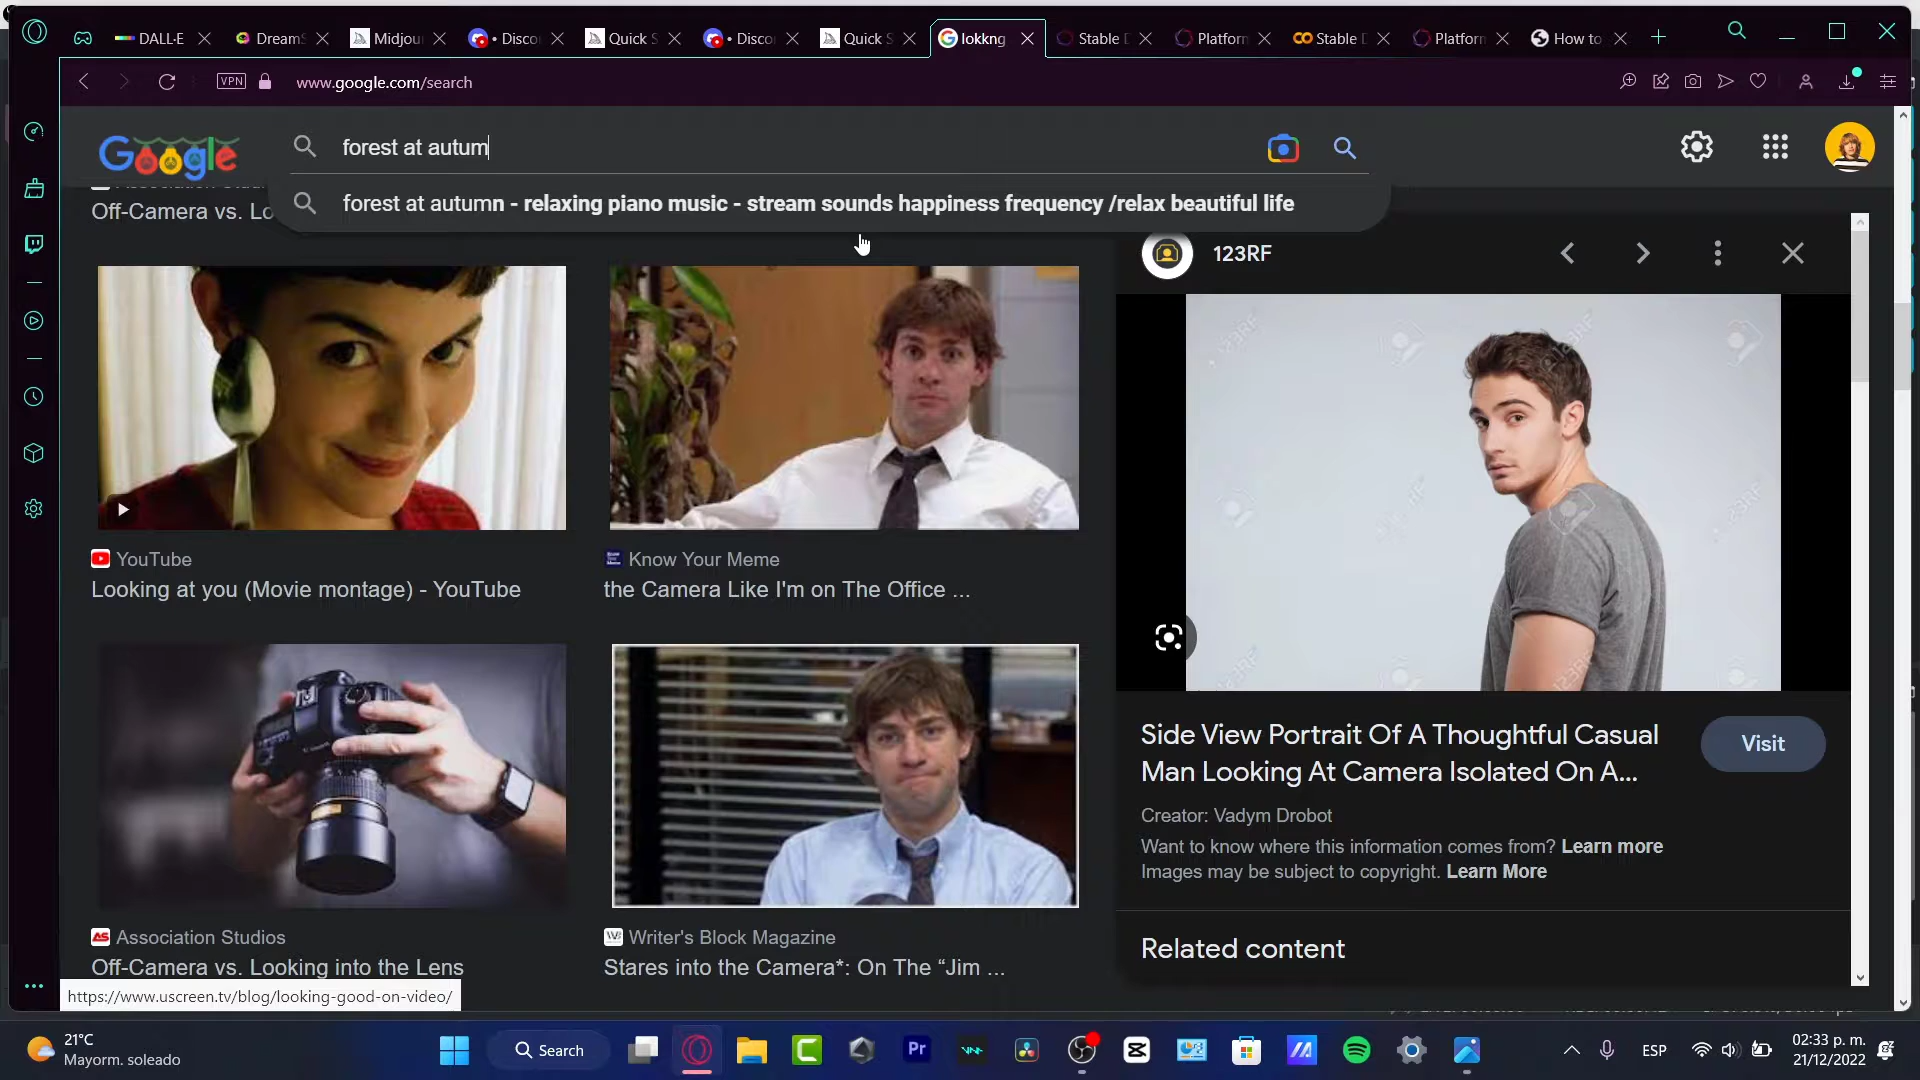 DALL·E
DreamS
Midjou
• Disco
Quick S
• Disco
Quick S
lokkng
Stable D
Platform
Stable D
Platform
How to
VPN
www.google.com/search
Google
forest at autum
forest at autumn - relaxing piano music - stream sounds happiness frequency /relax beautiful life
Off-Camera vs. Lo
123RF
YouTube
Looking at you (Movie montage) - YouTube
Know Your Meme
the Camera Like I'm on The Office ...
Side View Portrait Of A Thoughtful Casual
Man Looking At Camera Isolated On A...
Visit
Creator: Vadym Drobot
Want to know where this information comes from? Learn more
Images may be subject to copyright. Learn More
Related content
Association Studios
Off-Camera vs. Looking into the Lens
Writer's Block Magazine
Stares into the Camera*: On The “Jim ...
https://www.uscreen.tv/blog/looking-good-on-video/
21°C
Mayorm. soleado
Search
Pr
ESP
02:33 p. m.
21/12/2022